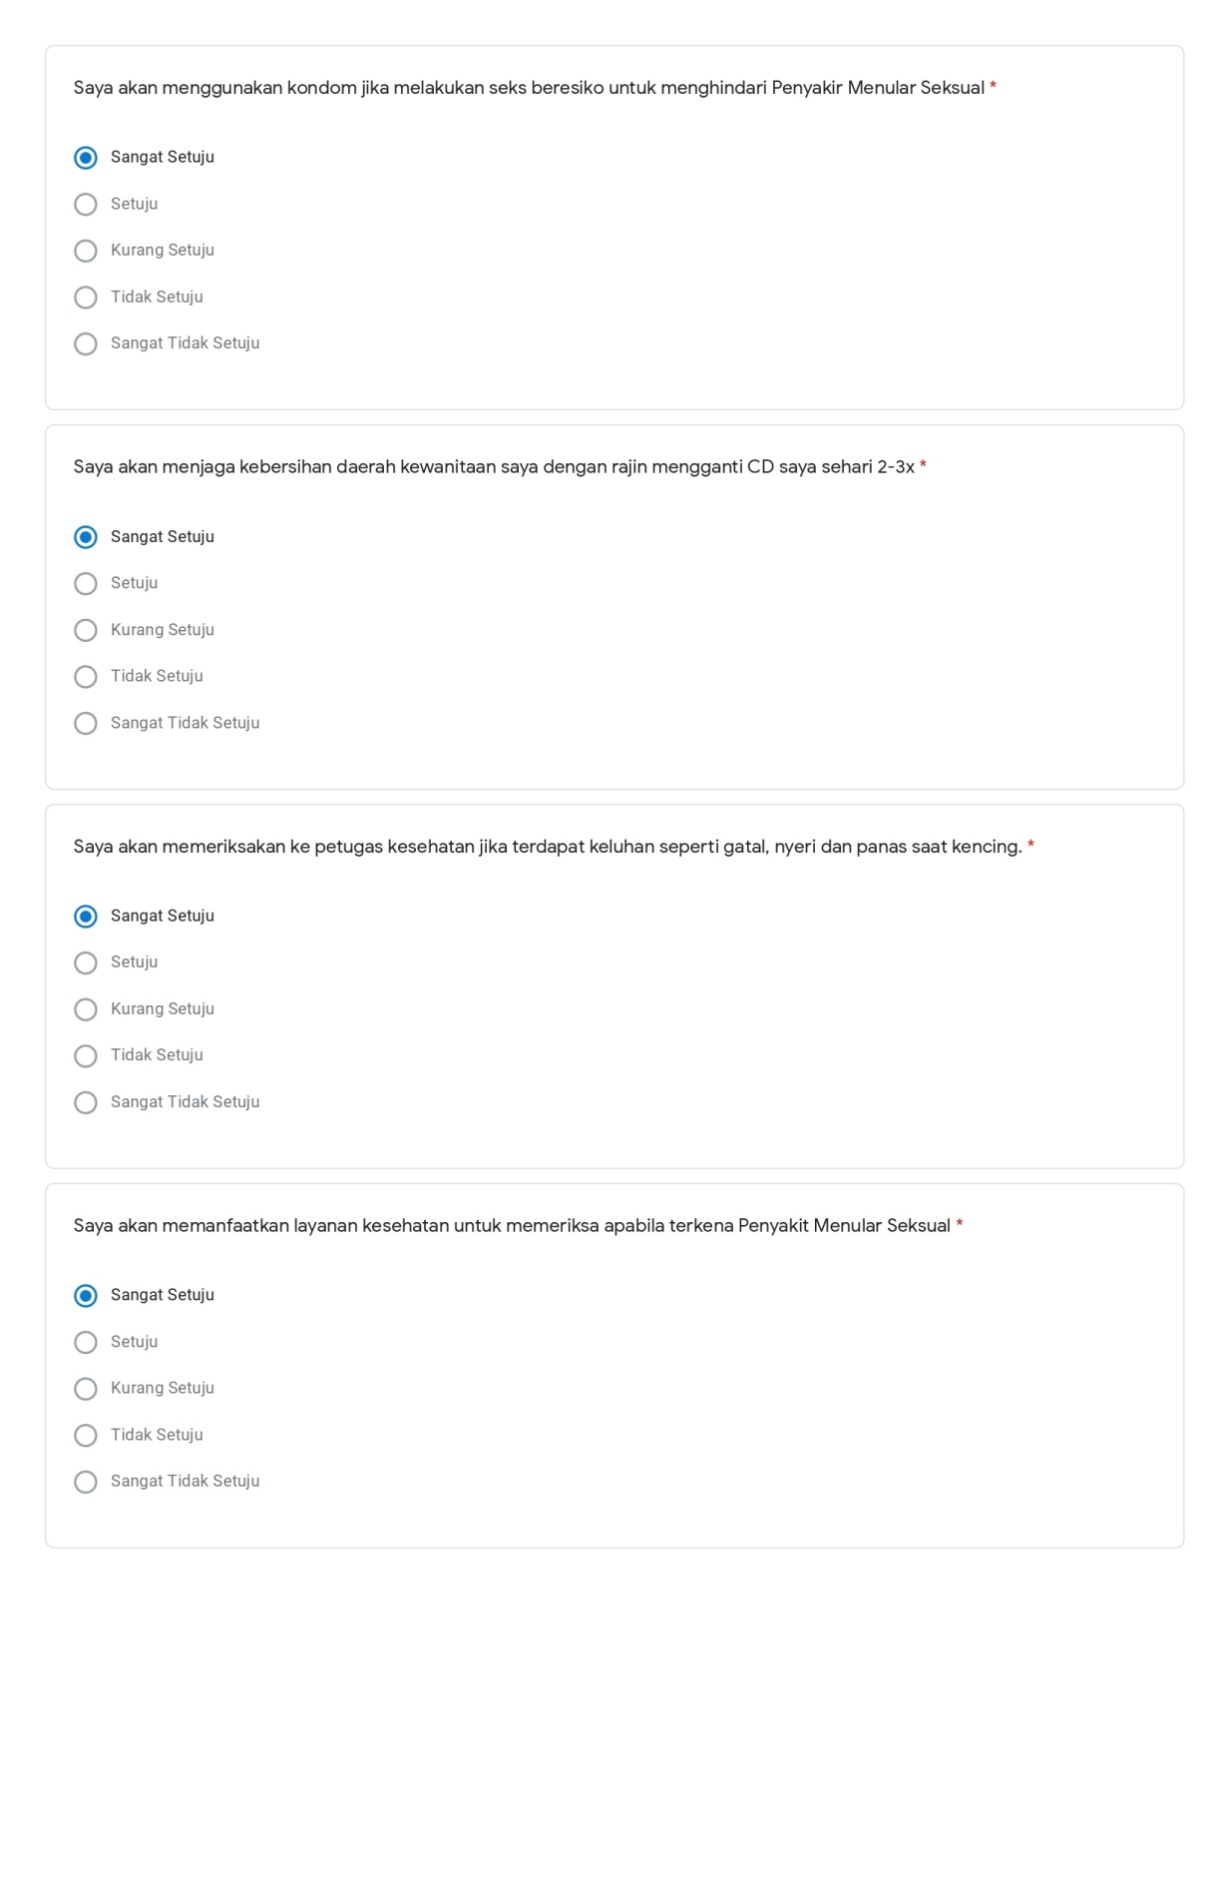 Saya akan menggunakan kondom jika melakukan seks beresiko untuk menghindari Penyakir Menular Seksual *
Sangat Setuju
Setuju
Kurang Setuju
Tidak Setuju
Sangat Tidak Setuju
Saya akan menjaga kebersihan daerah kewanitaan saya dengan rajin mengganti CD saya sehari 2-3x *
Sangat Setuju
Setuju
Kurang Setuju
Tidak Setuju
Sangat Tidak Setuju
Saya akan memeriksakan ke petugas kesehatan jika terdapat keluhan seperti gatal, nyeri dan panas saat kencing. *
Sangat Setuju
Setuju
Kurang Setuju
Tidak Setuju
Sangat Tidak Setuju
Saya akan memanfaatkan layanan kesehatan untuk memeriksa apabila terkena Penyakit Menular Seksual *
Sangat Setuju
Setuju
Kurang Setuju
Tidak Setuju
Sangat Tidak Setuju